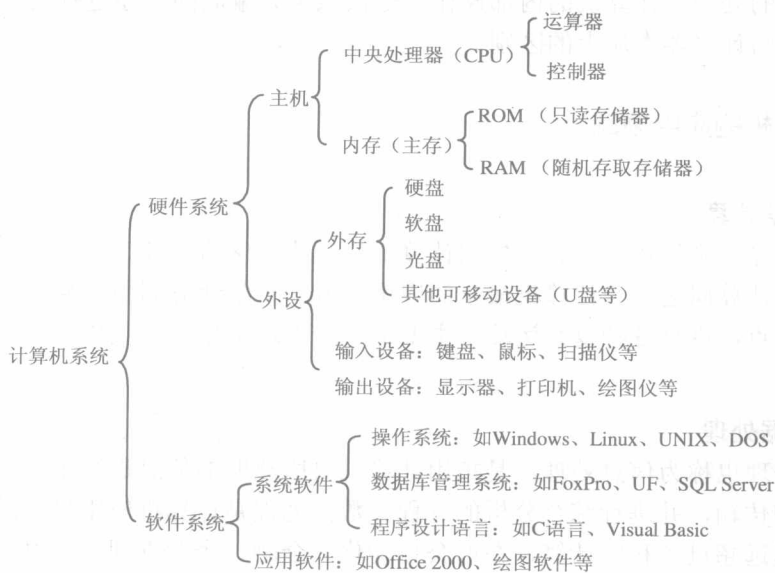 运算器
中央处理器（CPU）
控制器
主机
ROM （只读存储器）
内存（主存）
RAM （随机存取存储器）
硬件系统
硬盘
软盘
外存
光盘
外设
其他可移动设备（U盘等）
计算机系统
输入设备：键盘、鼠标、扫描仪等
输出设备：显示器、打印机、绘图仪等
操作系统：如Windows、Linux、UNIX、DOS
系统软件
数据库管理系统：如FoxPro、UF、SQL Server
软件系统
程序设计语言：如C语言、Visual Basic
应用软件：如Office 2000、绘图软件等